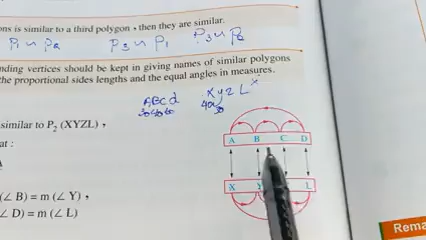 ons is similar to a third polygon , then they are similar.
P1 ∽ P2 P3 ∽ P1 P3 ∽ P2
nding vertices should be kept in giving names of similar polygons
the proportional sides lengths and the equal angles in measures.
ABCd XyzL
similar to P2 (XYZL) ,
at :
A B C D
X Y L
(∠ B) = m (∠ Y) ,
∠ D) = m (∠ L)
Rema